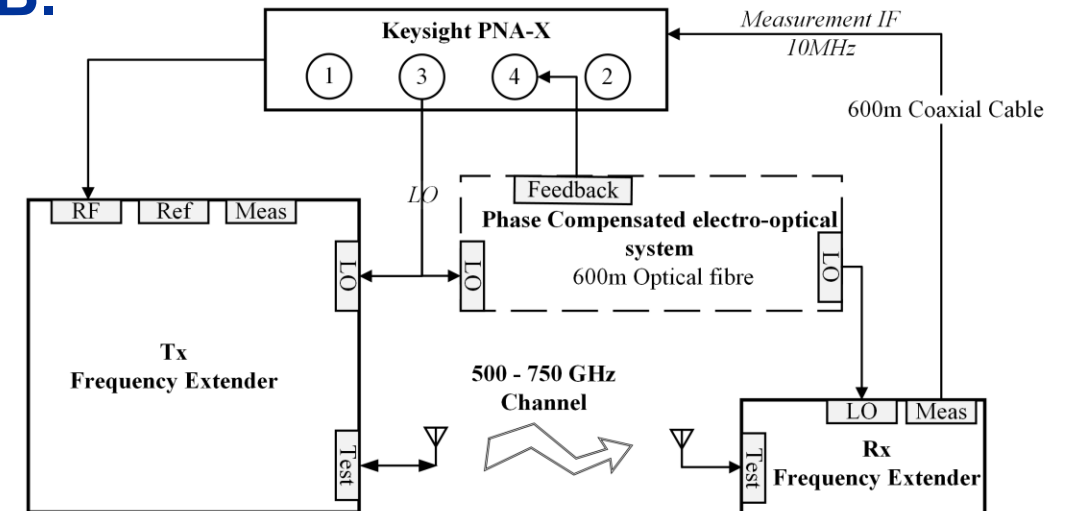 B.
Keysight PNA-X
1
3
4
2
Measurement IF
10MHz
600m Coaxial Cable
LO
Feedback
Phase Compensated electro-optical
system
600m Optical fibre
LO
LO
RF
Ref
Meas
LO
Tx
Frequency Extender
Test
500 - 750 GHz
Channel
LO
Meas
Rx
Frequency Extender
Test